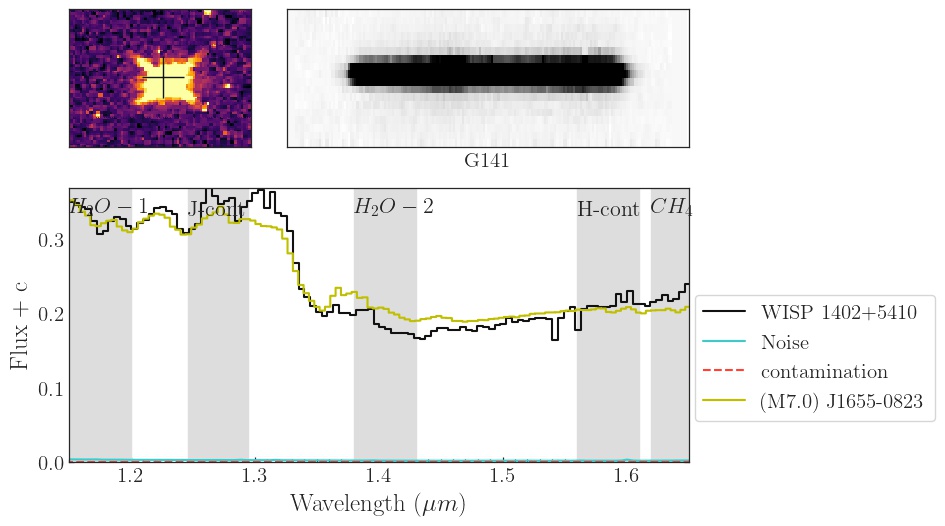 G141
H₂O − 1
J-cont
H₂O − 2
H-cont
CH₄
0.3
0.2
0.1
0.0
Flux + c
1.2
1.3
1.4
1.5
1.6
Wavelength (μm)
WISP 1402+5410
Noise
contamination
(M7.0) J1655-0823